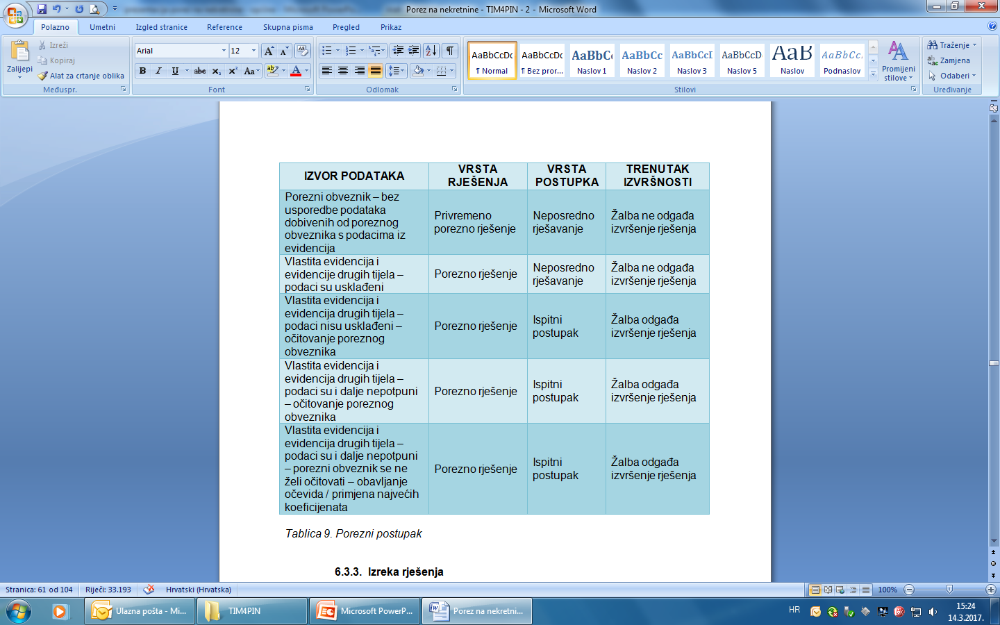 Porez na nekretnine - TIM4PIN - 2 - Microsoft Word
Polazno Umetni Izgled stranice Reference Skupna pisma Pregled Prikaz
Zalijepi
Izreži
Kopiraj
Alat za crtanje oblika
Međuspr.
Arial 12
Font
Odlomak
AaBbCcDc AaBbCcDc AaBbC AaBbCc AaBbCcI AaBbCcD AaB AaBbCc.
¶ Normal ¶ Bez pror... Naslov 1 Naslov 2 Naslov 3 Naslov 5 Naslov Podnaslov
Stilovi
Promijeni
stilove
Traženje
Zamjena
Odaberi
Uređivanje
IZVOR PODATAKA
VRSTA
RJEŠENJA
VRSTA
POSTUPKA
TRENUTAK
IZVRŠNOSTI
Porezni obveznik – bez
usporedbe podataka
dobivenih od poreznog
obveznika s podacima iz
evidencija
Privremeno
porezno rješenje
Neposredno
rješavanje
Žalba ne odgađa
izvršenje rješenja
Vlastita evidencija i
evidencije drugih tijela –
podaci su usklađeni
Porezno rješenje
Neposredno
rješavanje
Žalba ne odgađa
izvršenje rješenja
Vlastita evidencija i
evidencija drugih tijela –
podaci nisu usklađeni –
očitovanje poreznog
obveznika
Porezno rješenje
Ispitni
postupak
Žalba odgađa
izvršenje rješenja
Vlastita evidencija i
evidencija drugih tijela –
podaci su i dalje nepotpuni
– očitovanje poreznog
obveznika
Porezno rješenje
Ispitni
postupak
Žalba odgađa
izvršenje rješenja
Vlastita evidencija i
evidencija drugih tijela –
podaci su i dalje nepotpuni
– porezni obveznik se ne
želi očitovati – obavljanje
očevida / primjena najvećih
koeficijenata
Porezno rješenje
Ispitni
postupak
Žalba odgađa
izvršenje rješenja
Tablica 9. Porezni postupak
6.3.3. Izreka rješenja
Stranica: 61 od 104 Riječi: 33.193 Hrvatski (Hrvatska) 100%
Ulazna pošta - Mi... TIM4PIN Microsoft PowerP... Porez na nekretni... HR 15:24
14.3.2017.